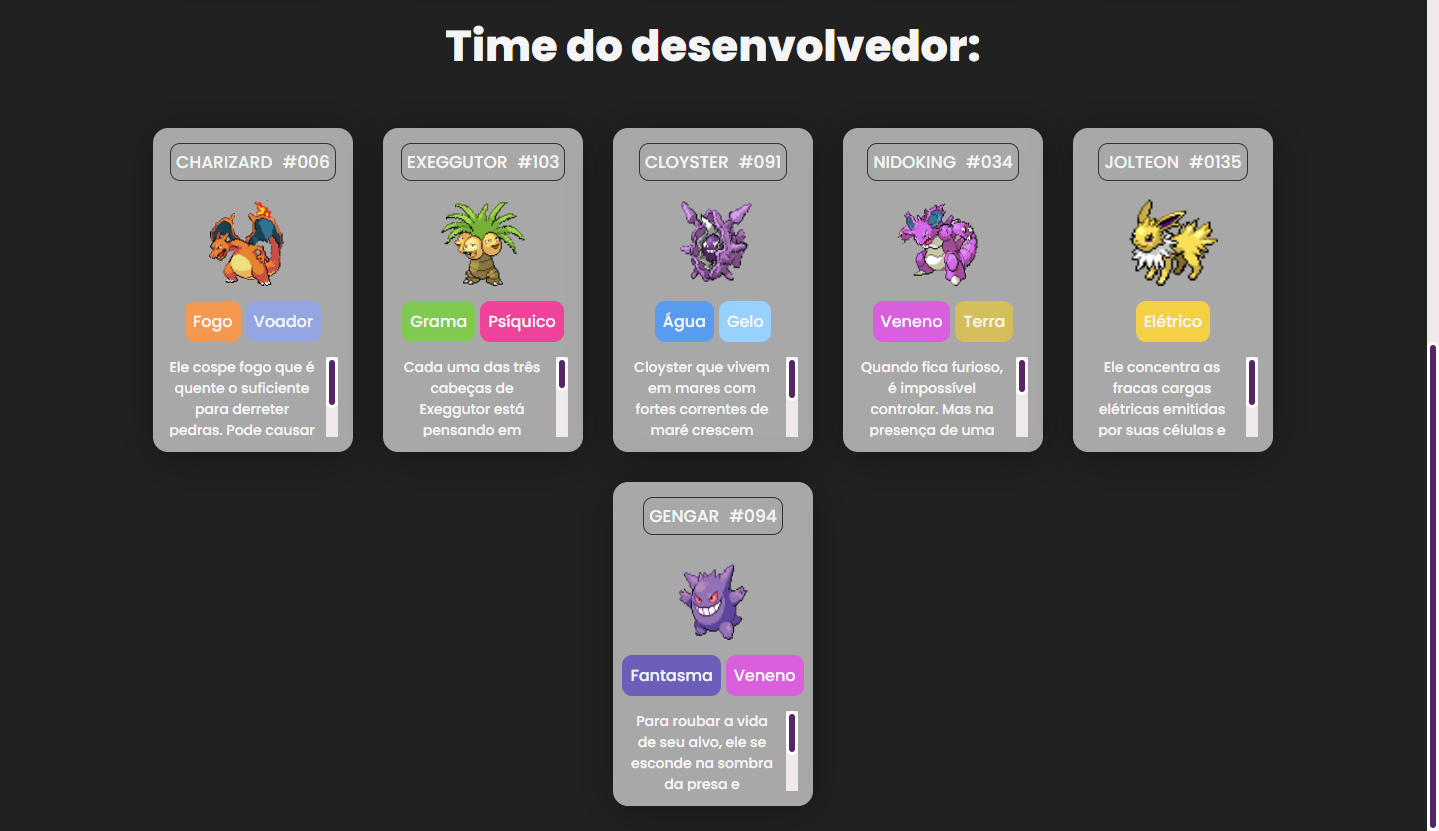 Time do desenvolvedor:
CHARIZARD #006
Fogo Voador
Ele cospe fogo que é
quente o suficiente
para derreter
pedras. Pode causar
EXEGGUTOR #103
Grama Psíquico
Cada uma das três
cabeças de
Exeggutor está
pensando em
CLOYSTER #091
Água Gelo
Cloyster que vivem
em mares com
fortes correntes de
maré crescem
NIDOKING #034
Veneno Terra
Quando fica furioso,
é impossível
controlar. Mas na
presença de uma
JOLTEON #0135
Elétrico
Ele concentra as
fracas cargas
elétricas emitidas
por suas células e
GENGAR #094
Fantasma Veneno
Para roubar a vida
de seu alvo, ele se
esconde na sombra
da presa e